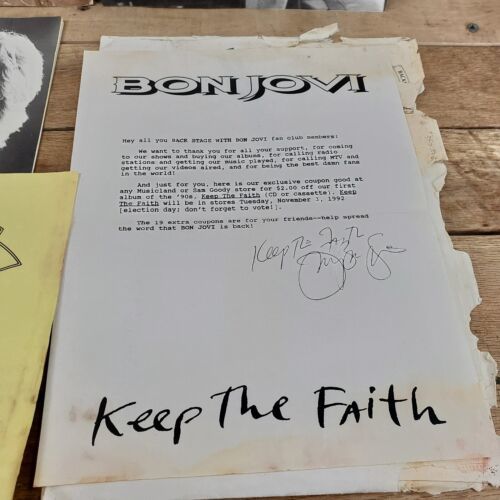 BON JOVI
Hey all you BACK STAGE WITH BON JOVI fan club members:
We want to thank you for all your support, for coming
to our shows and buying our albums, for calling radio
stations and getting our music played, for calling MTV and
getting our videos aired, and for being the best damn fans
in the world!
And just for you, here is our exclusive coupon good at
any Musicland or Sam Goody store for $2.00 off our first
album of the '90s, Keep The Faith (CD or cassette). Keep
The Faith will be in stores Tuesday, November 3, 1992
[election day; don't forget to vote!].
The 19 extra coupons are for your friends--help spread
the word that BON JOVI is back!
Keep The Faith
Keep The Faith